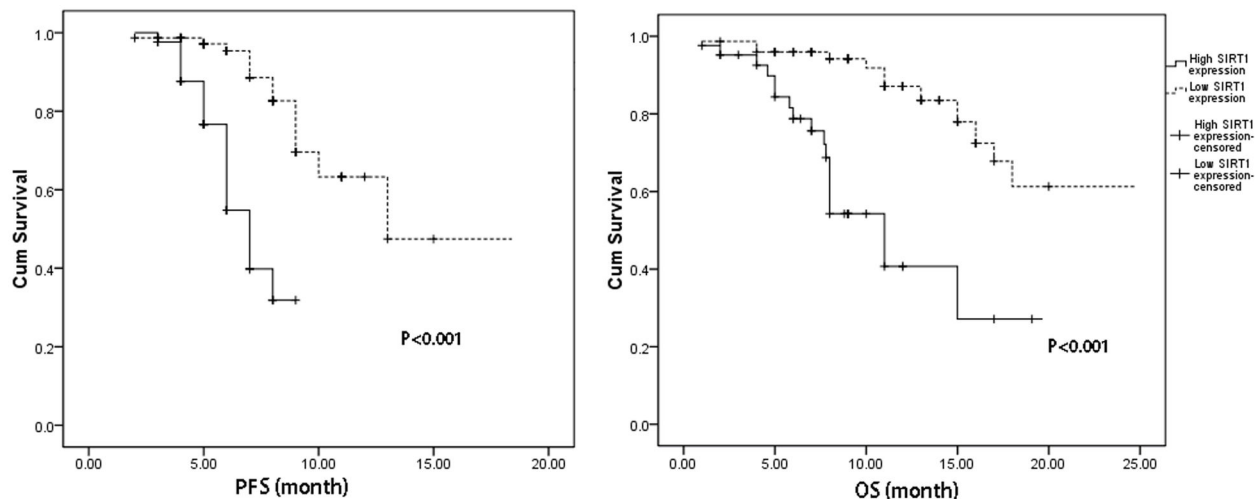 1.0
0.8
0.6
0.4
0.2
0.0
Cum Survival
0.00
5.00
10.00
15.00
20.00
PFS (month)
P<0.001
1.0
0.8
0.6
0.4
0.2
0.0
Cum Survival
0.00
5.00
10.00
15.00
20.00
25.00
OS (month)
P<0.001
High SIRT1
expression
Low SIRT1
expression
High SIRT1
expression-
censored
Low SIRT1
expression-
censored